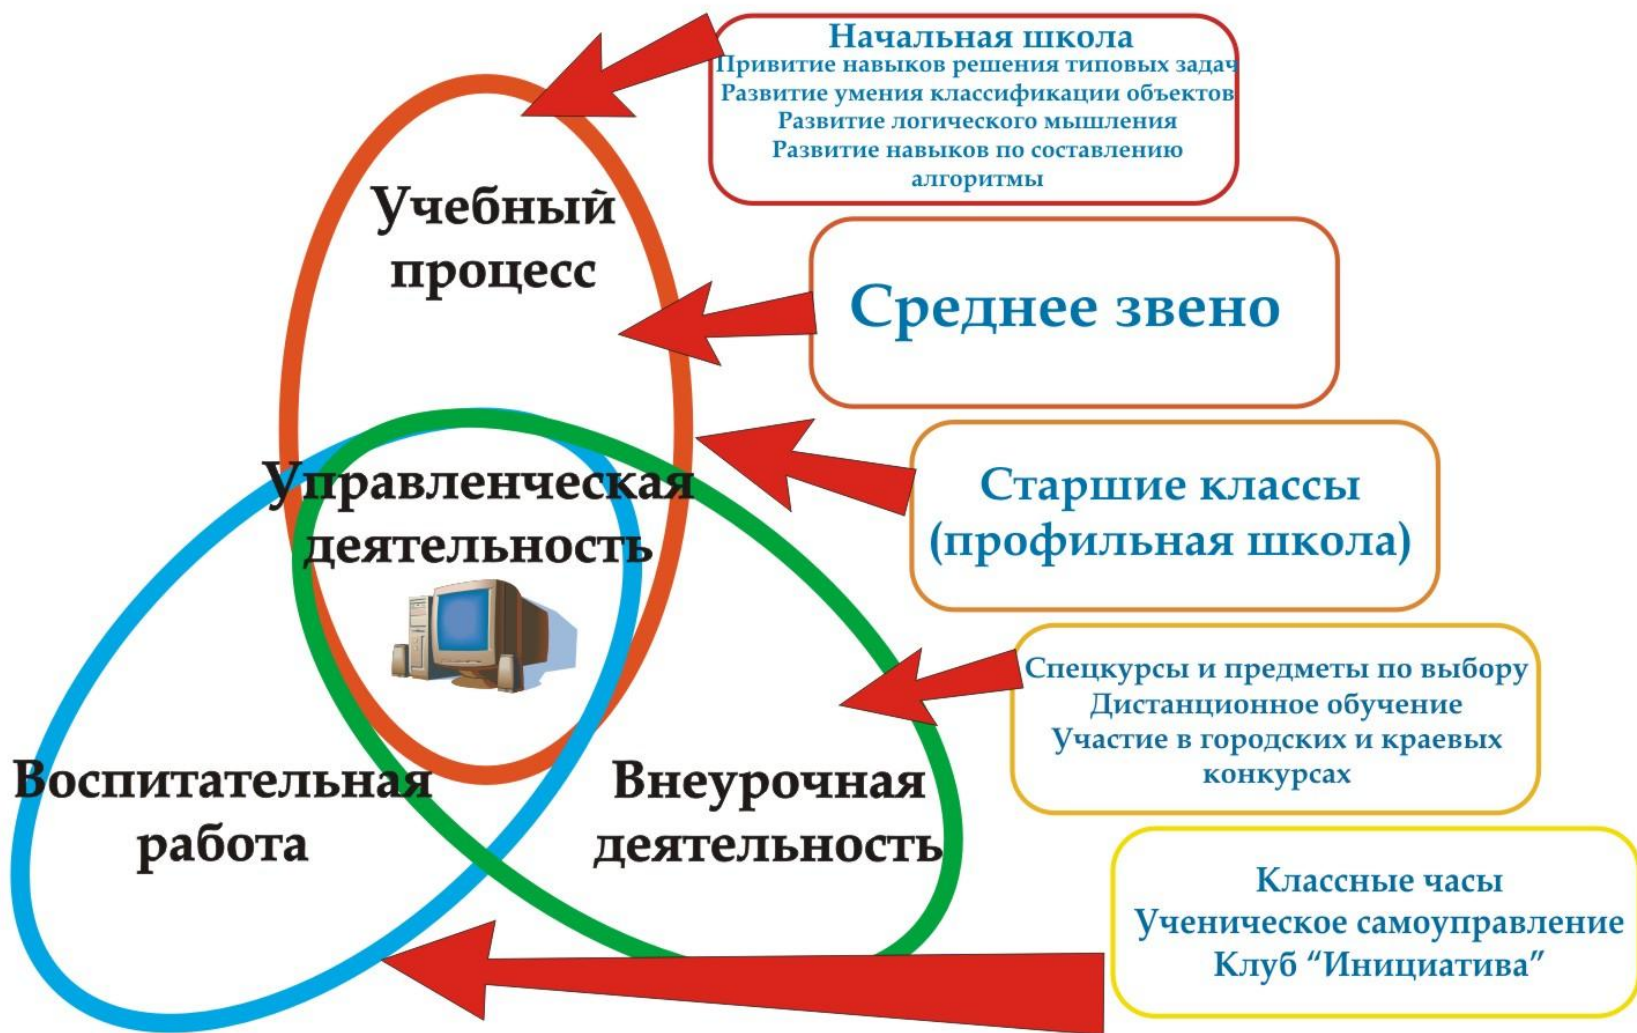 Начальная школа
Привитие навыков решения типовых задач
Развитие умения классификации объектов
Развитие логического мышления
Развитие навыков по составлению
алгоритмы
Учебный
процесс
Среднее звено
Управленческая
деятельность
Старшие классы
(профильная школа)
Спецкурсы и предметы по выбору
Дистанционное обучение
Участие в городских и краевых
конкурсах
Воспитательная
работа
Внеурочная
деятельность
Классные часы
Ученическое самоуправление
Клуб “Инициатива”